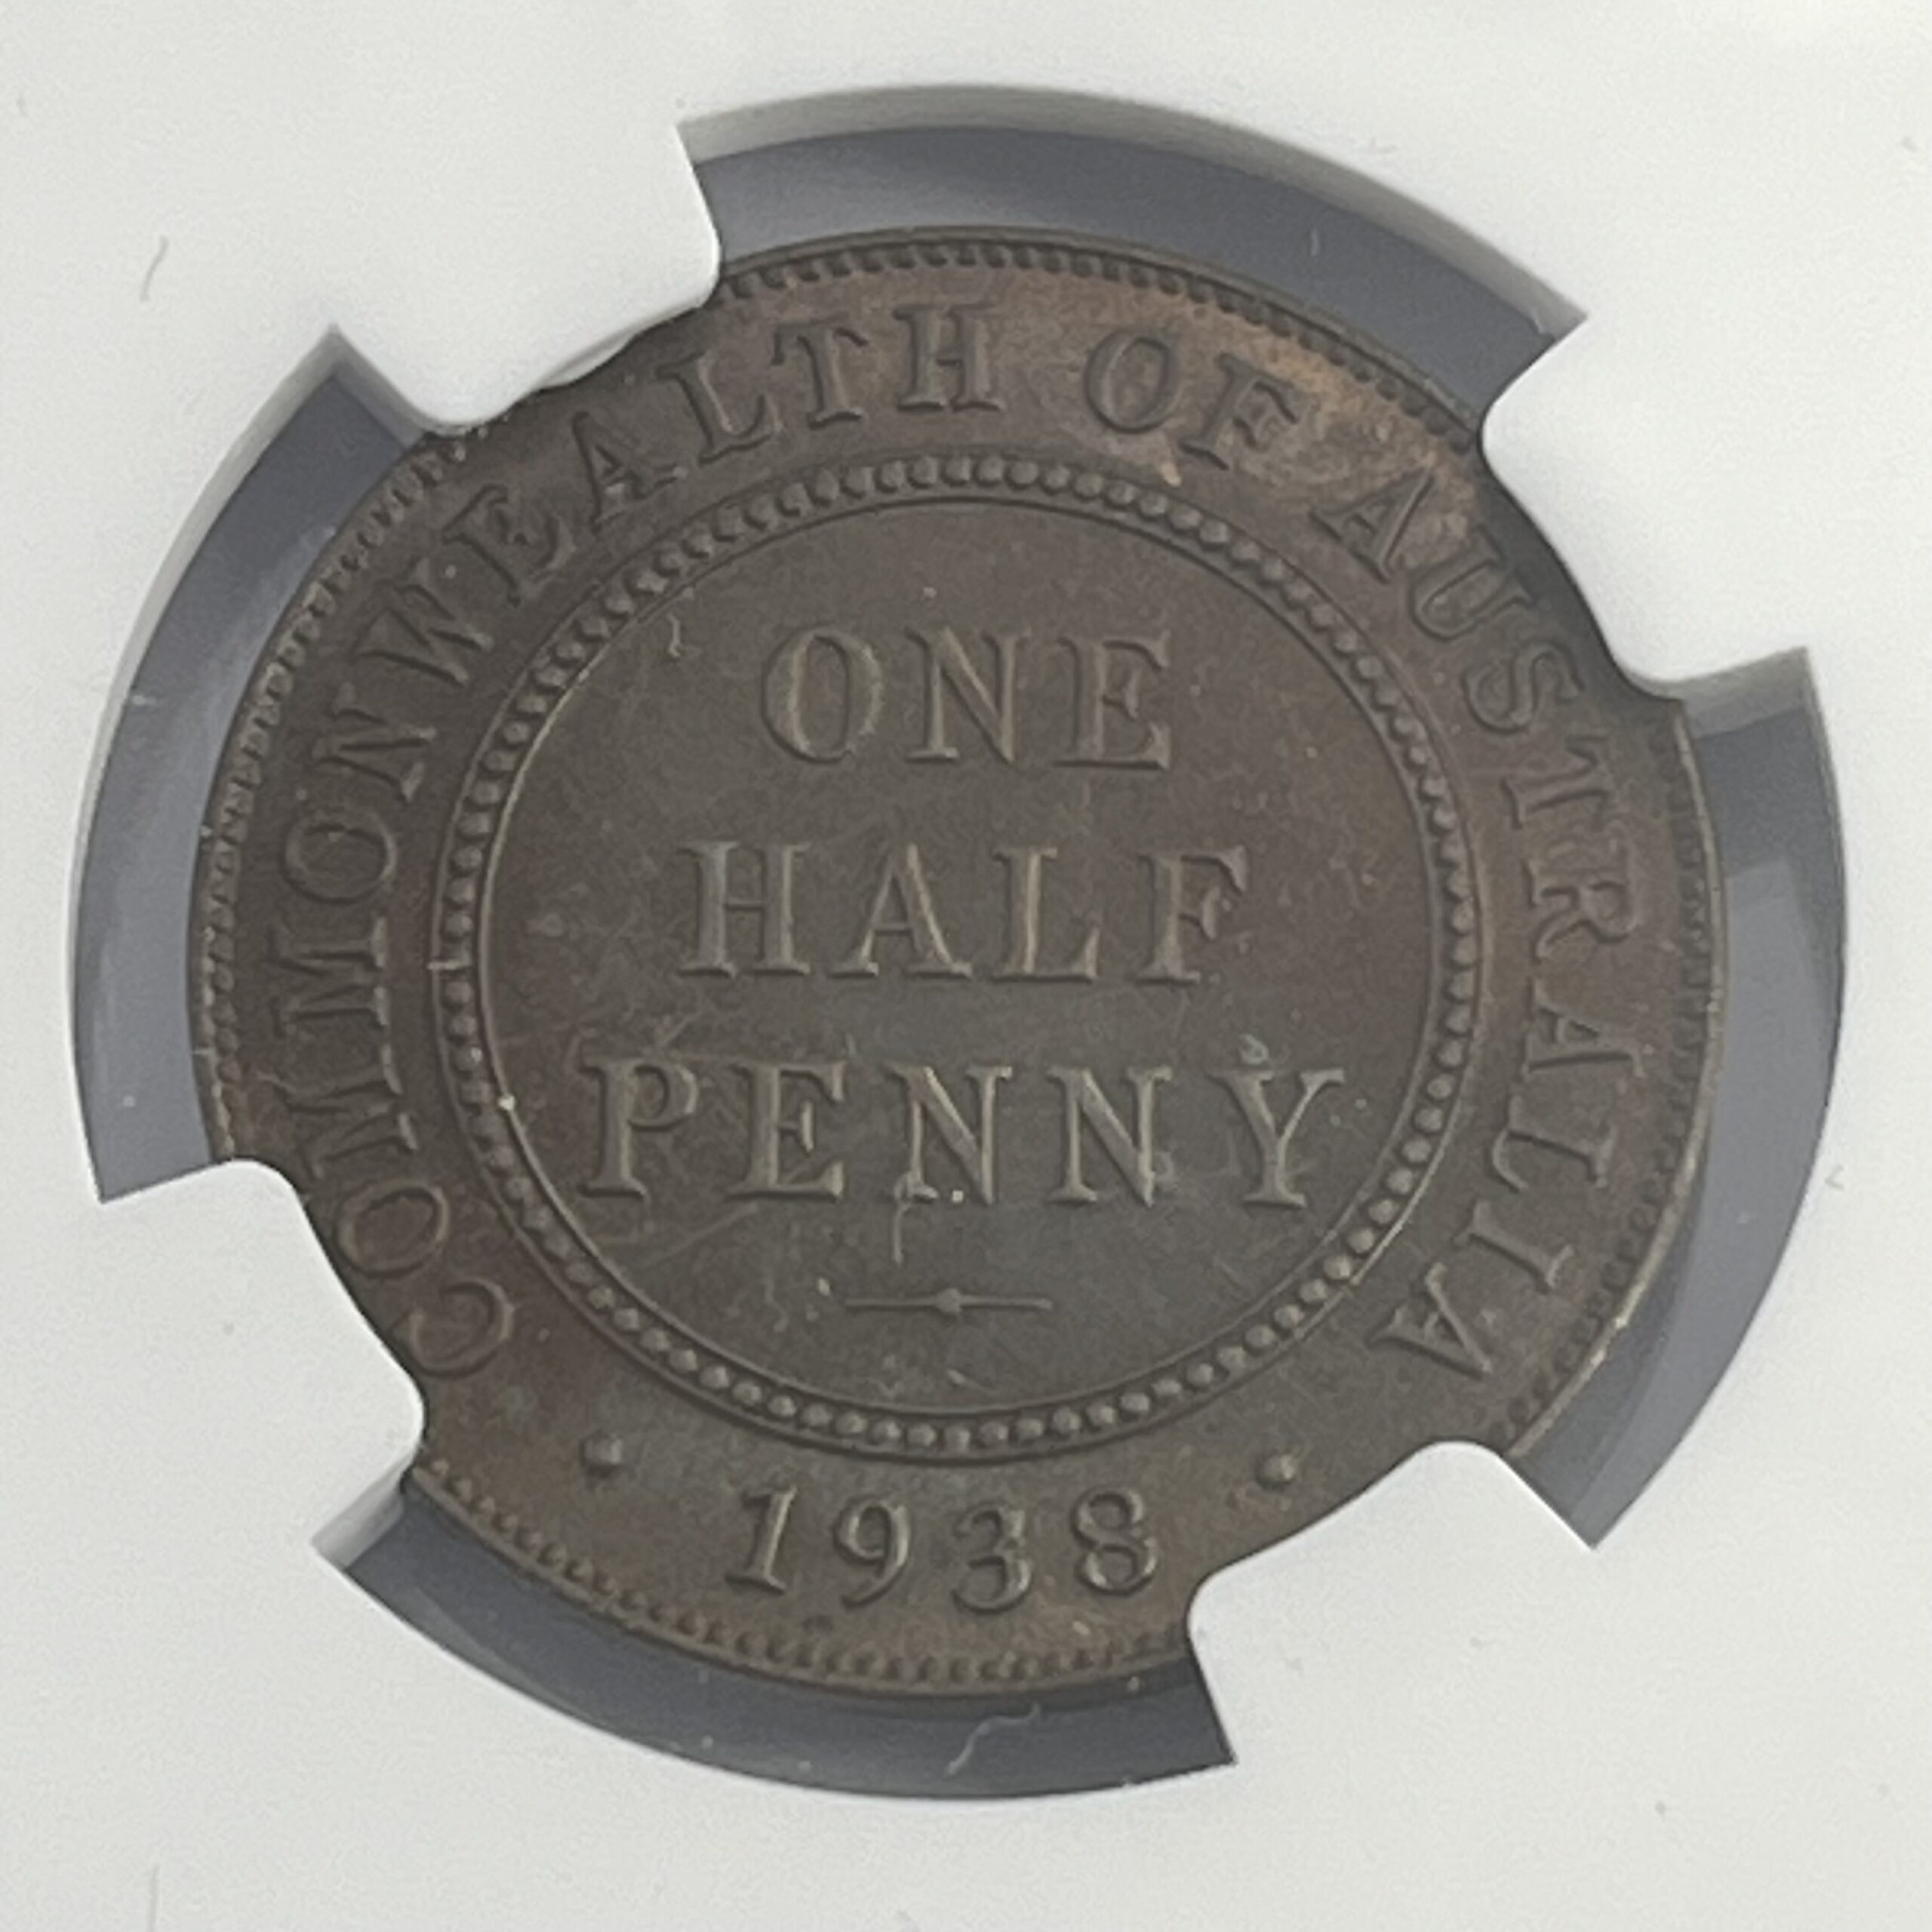 COMMONWEALTH OF AUSTRALIA
ONE
HALF
PENNY
1938